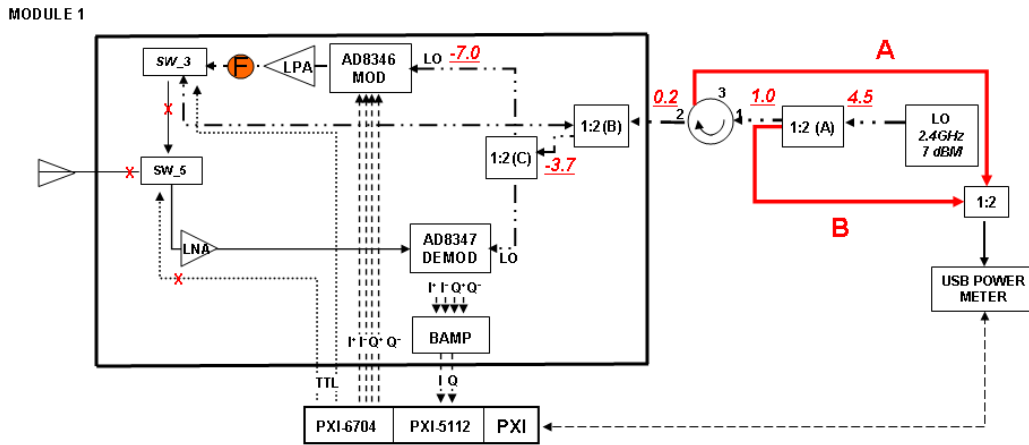 MODULE 1
A
SW_3
F
LPA
AD8346
MOD
LO
-7.0
0.2
3
2
1
1.0
4.5
1:2 (A)
LO
2.4GHz
7 dBM
1:2(B)
1:2(C)
-3.7
X
SW_5
X
1:2
B
LNA
AD8347
DEMOD
LO
X
I+ I- Q+ Q-
USB POWER
METER
BAMP
I+ I- Q+ Q-
I Q
TTL
PXI-6704
PXI-5112
PXI